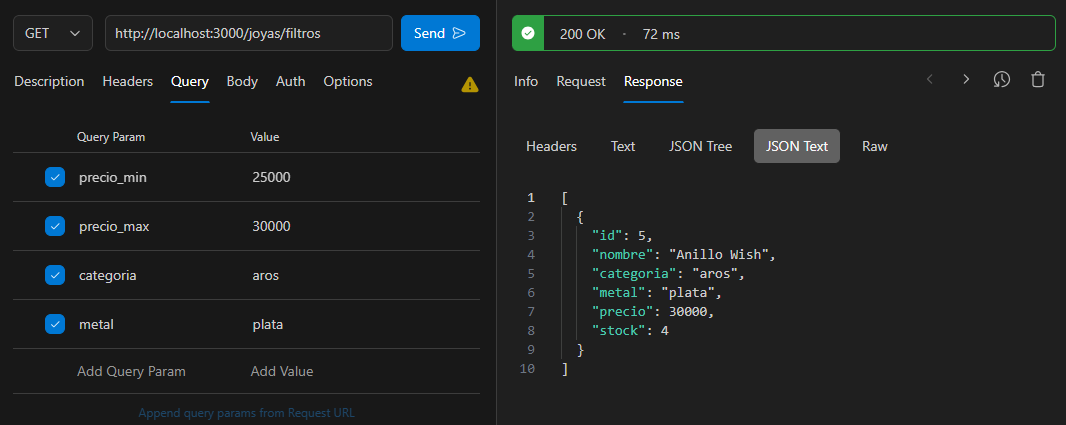 GET http://localhost:3000/joyas/filtros Send
Description Headers Query Body Auth Options
Query Param Value
precio_min 25000
precio_max 30000
categoria aros
metal plata
Add Query Param Add Value
Append query params from Request URL
200 OK · 72 ms
Info Request Response
Headers Text JSON Tree JSON Text Raw
1 [
2 {
3 "id": 5,
4 "nombre": "Anillo Wish",
5 "categoria": "aros",
6 "metal": "plata",
7 "precio": 30000,
8 "stock": 4
9 }
10 ]